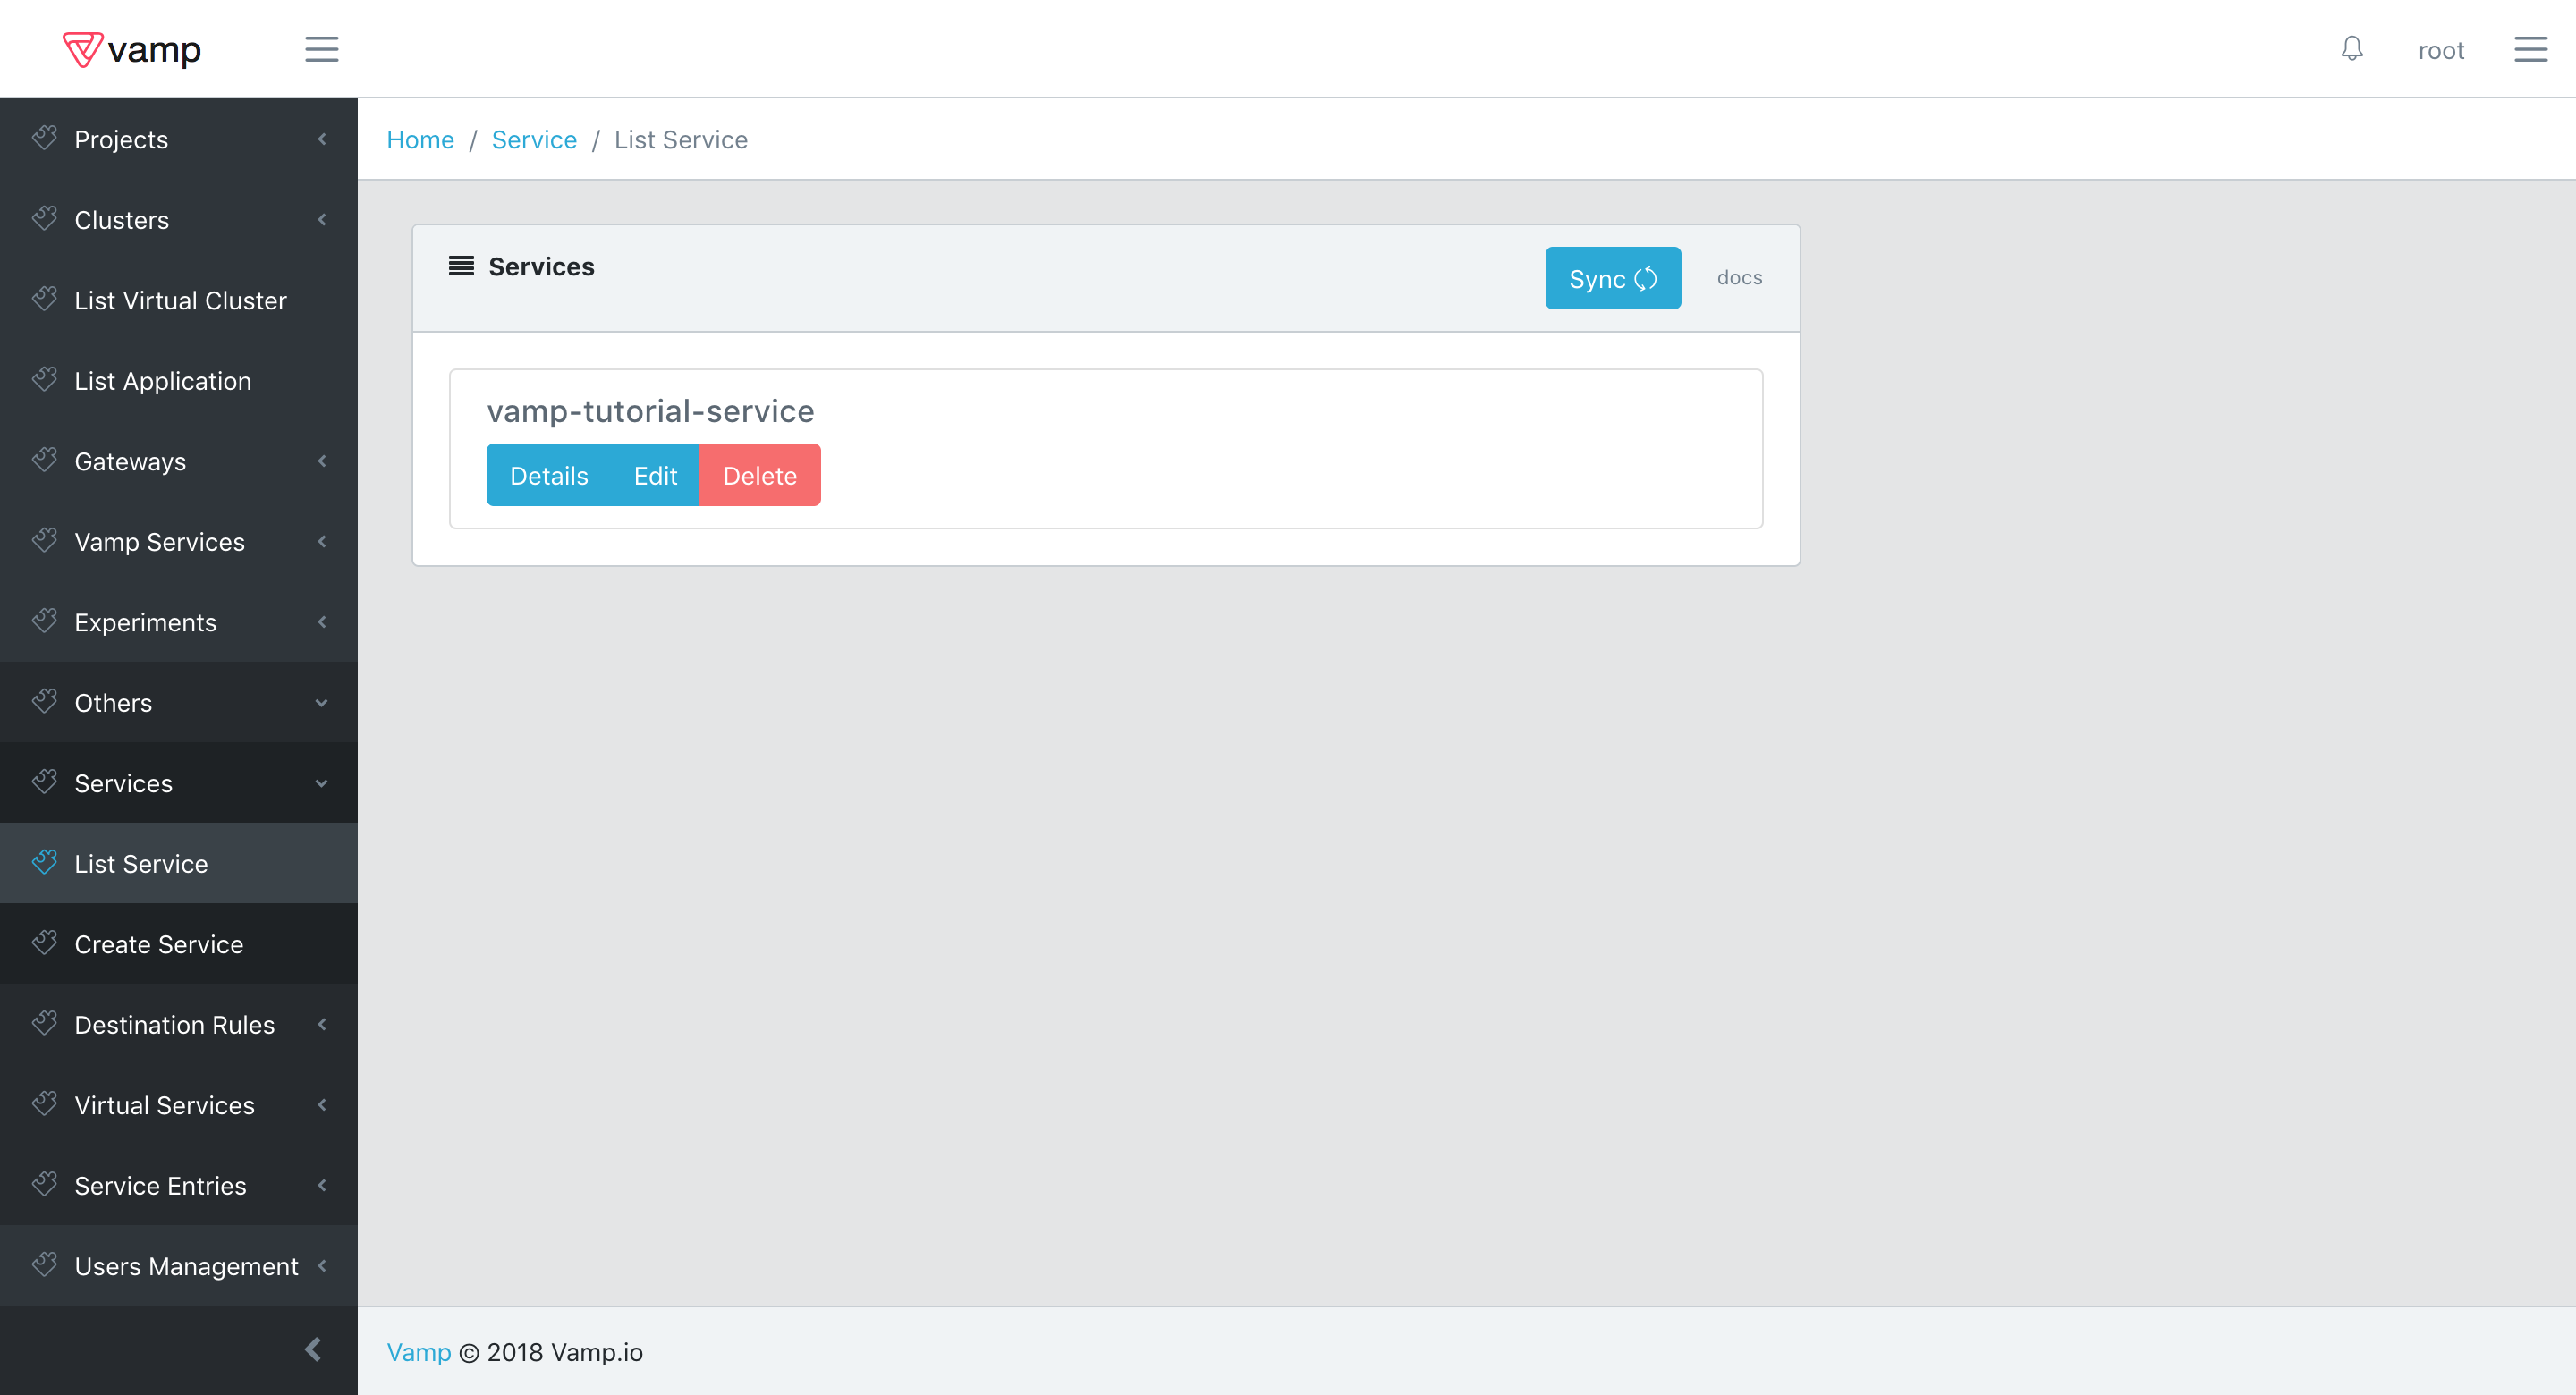 vamp
root
Projects
Clusters
List Virtual Cluster
List Application
Gateways
Vamp Services
Experiments
Others
Services
List Service
Create Service
Destination Rules
Virtual Services
Service Entries
Users Management
Home / Service / List Service
Services
Sync
docs
vamp-tutorial-service
Details Edit Delete
Vamp © 2018 Vamp.io